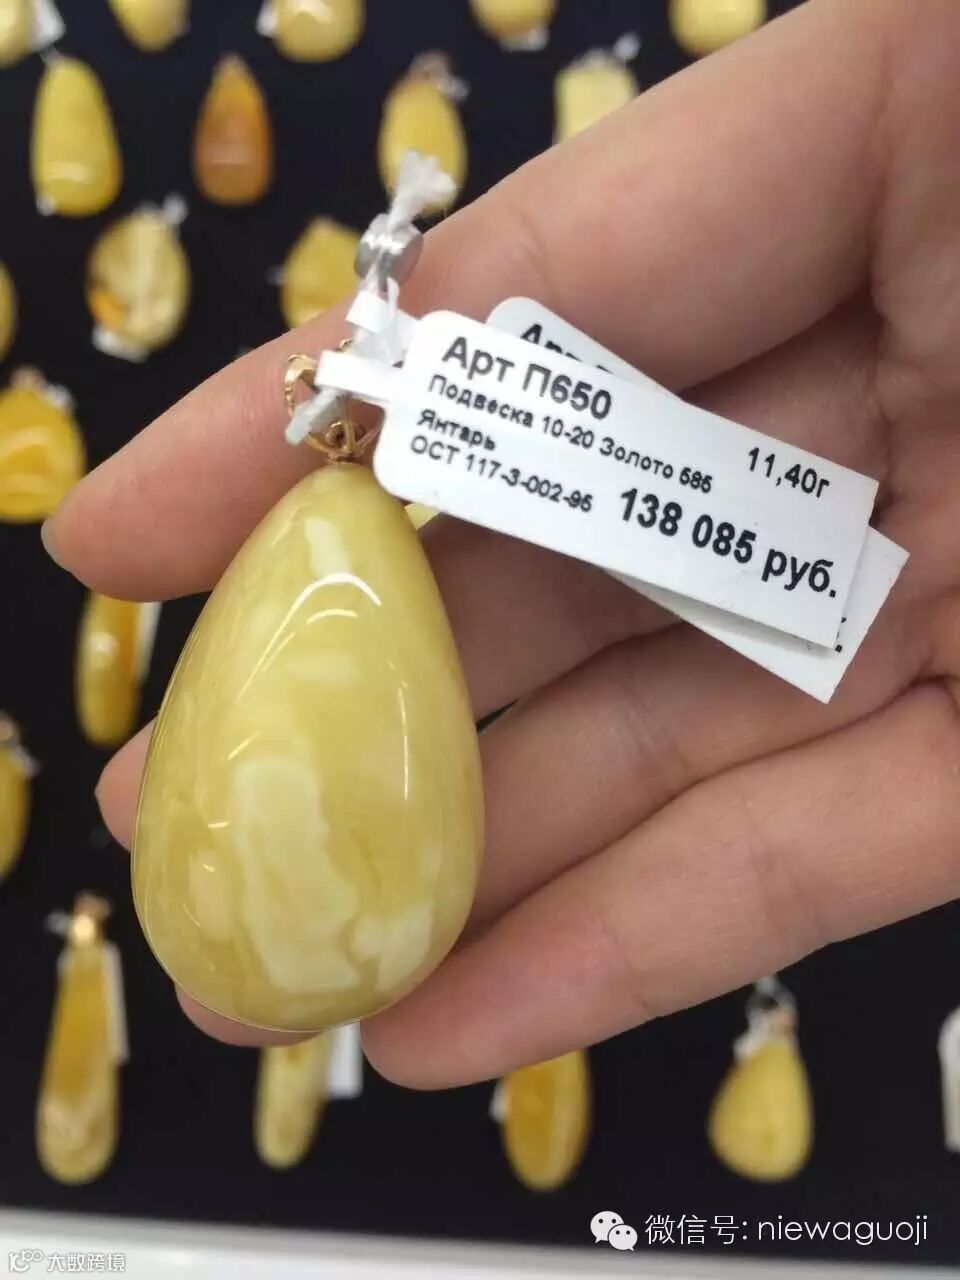 Арт П650
Подвеска 10-20 Золото 585 11,40г
Янтарь
ОСТ 117-3-002-95 138 085 руб.
微信号: niewaguoji
大数跨境